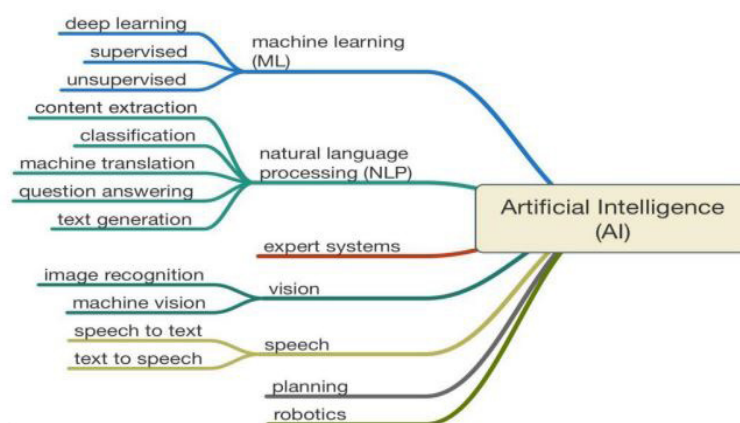 deep learning
supervised
unsupervised
machine learning
(ML)
content extraction
classification
machine translation
question answering
text generation
natural language
processing (NLP)
expert systems
image recognition
machine vision
vision
speech to text
text to speech
speech
planning
robotics
Artificial Intelligence
(AI)